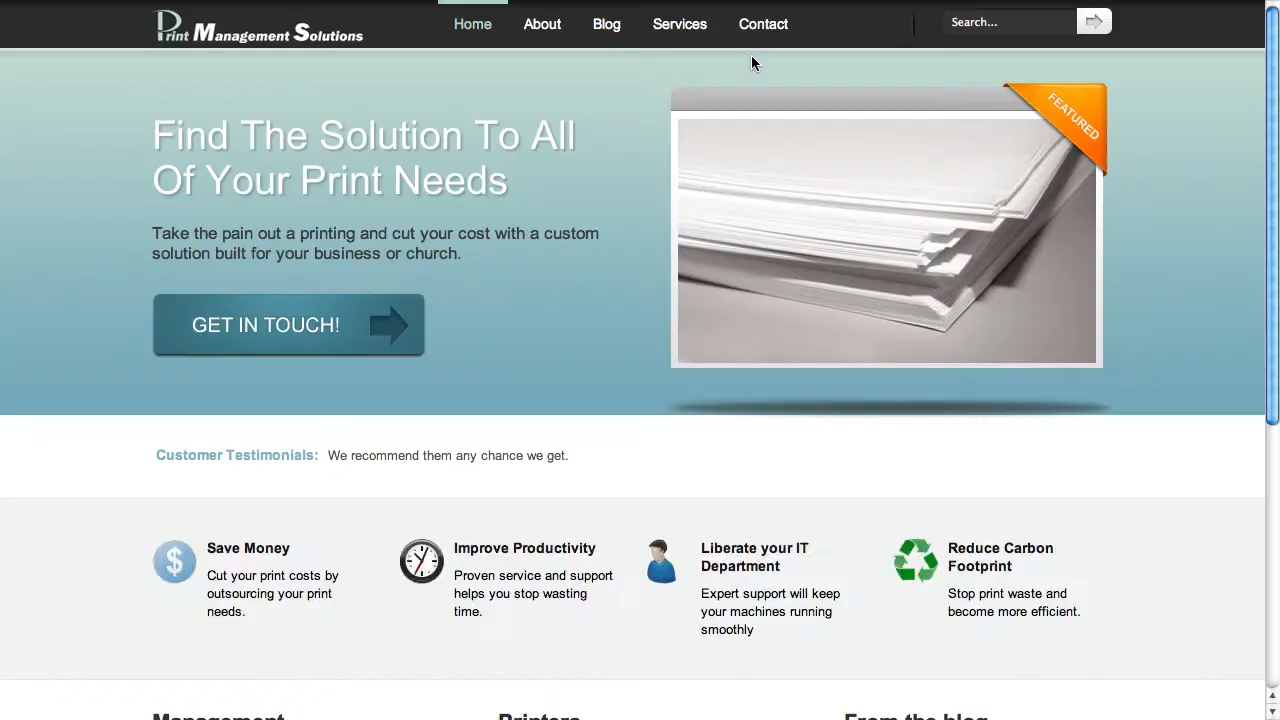 Print Management Solutions
Home About Blog Services Contact
Search...
FEATURED
Find The Solution To All
Of Your Print Needs
Take the pain out a printing and cut your cost with a custom
solution built for your business or church.
GET IN TOUCH!
Customer Testimonials: We recommend them any chance we get.
Save Money
Cut your print costs by
outsourcing your print
needs.
Improve Productivity
Proven service and support
helps you stop wasting
time.
Liberate your IT
Department
Expert support will keep
your machines running
smoothly
Reduce Carbon
Footprint
Stop print waste and
become more efficient.
Management Printers From the blog